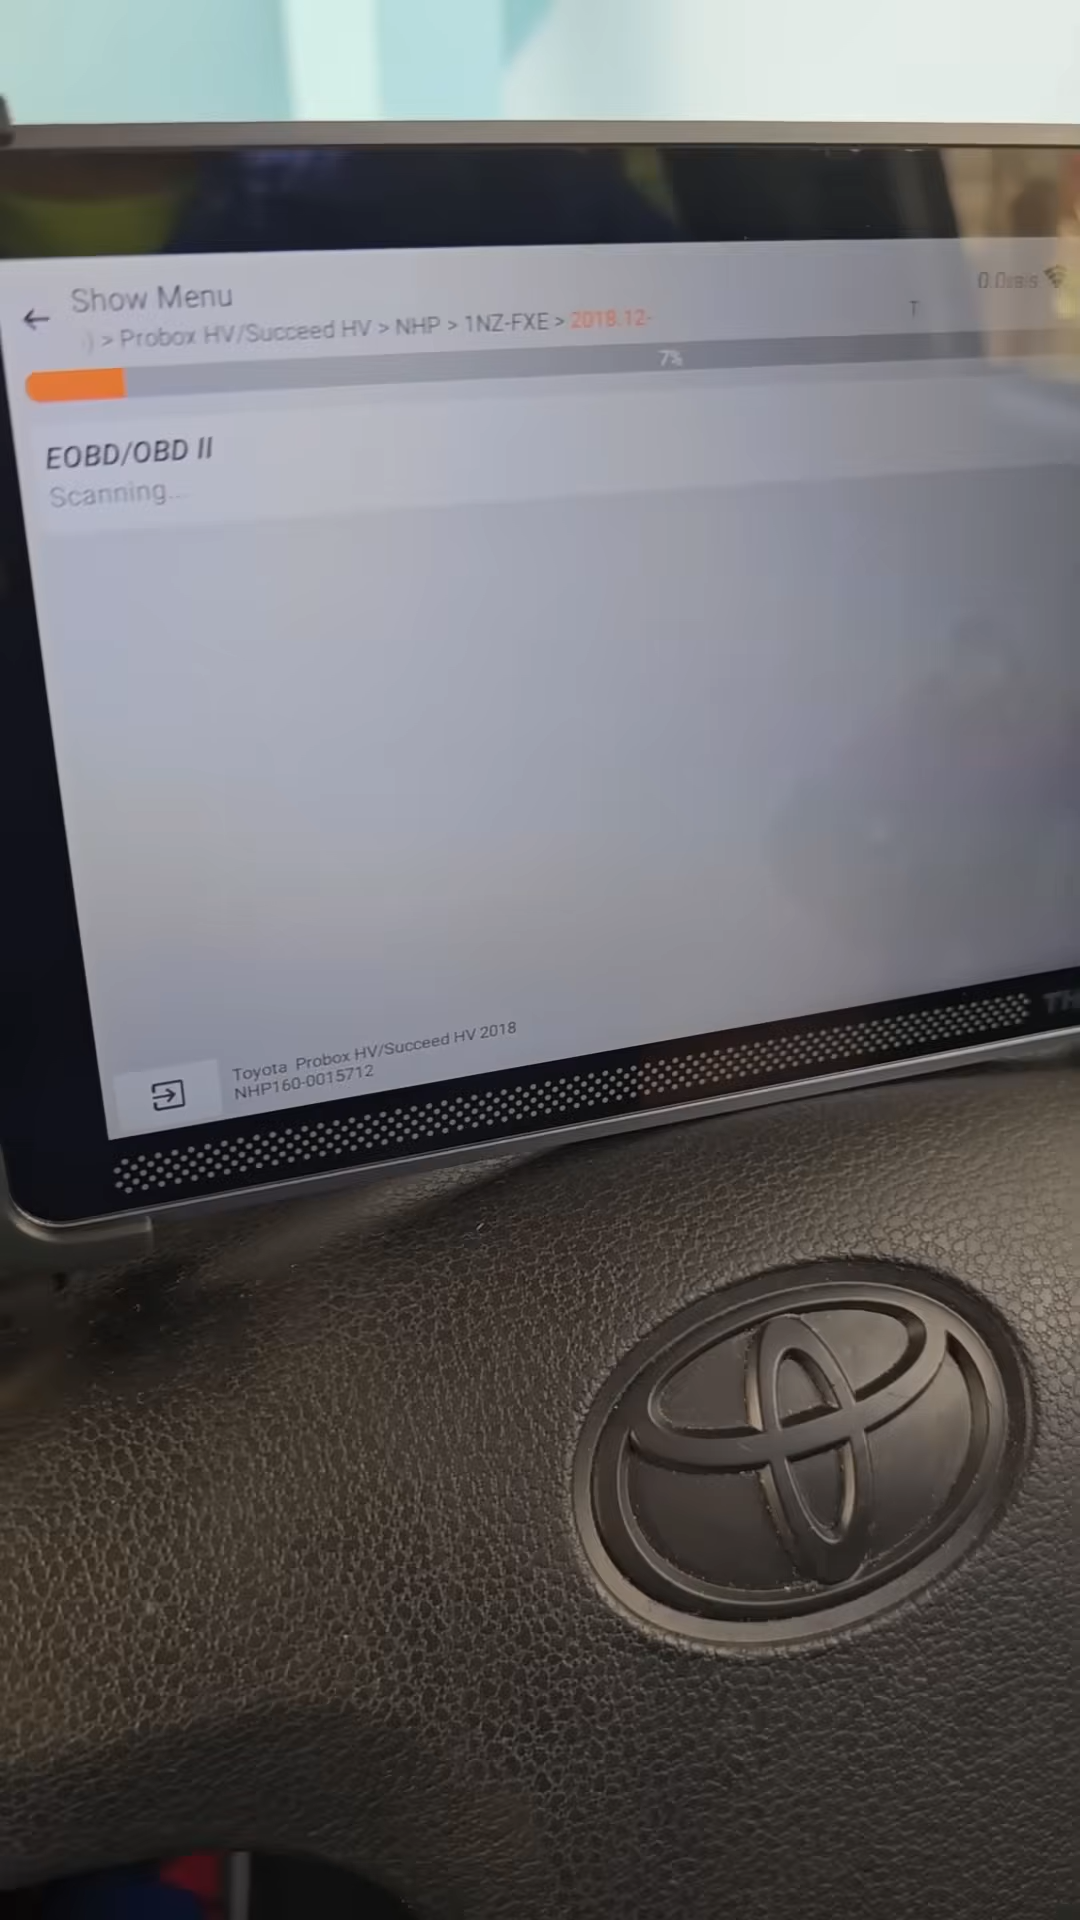 Show Menu
> Probox HV/Succeed HV > NHP > 1NZ-FXE > 2018.12-
7%
EOBD/OBD II
Scanning...
Toyota Probox HV/Succeed HV 2018
NHP160-0015712
TH